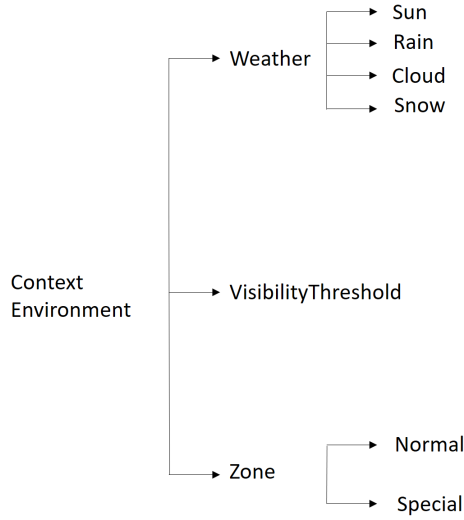 Sun
Rain
Weather
Cloud
Snow
Context
Environment
VisibilityThreshold
Normal
Zone
Special